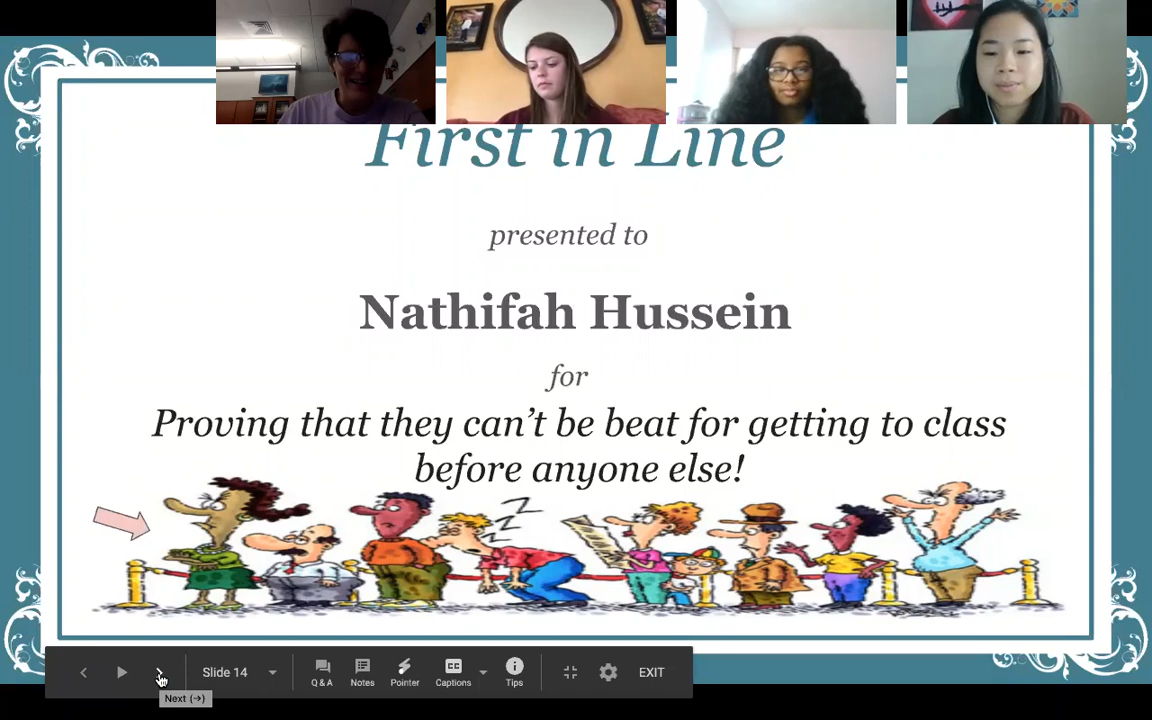 First in Line
presented to
Nathifah Hussein
for
Proving that they can't be beat for getting to class
before anyone else!
Z Z Z
Slide 14
Q & A
Notes
Pointer
CC
Captions
Tips
EXIT
Next (→)